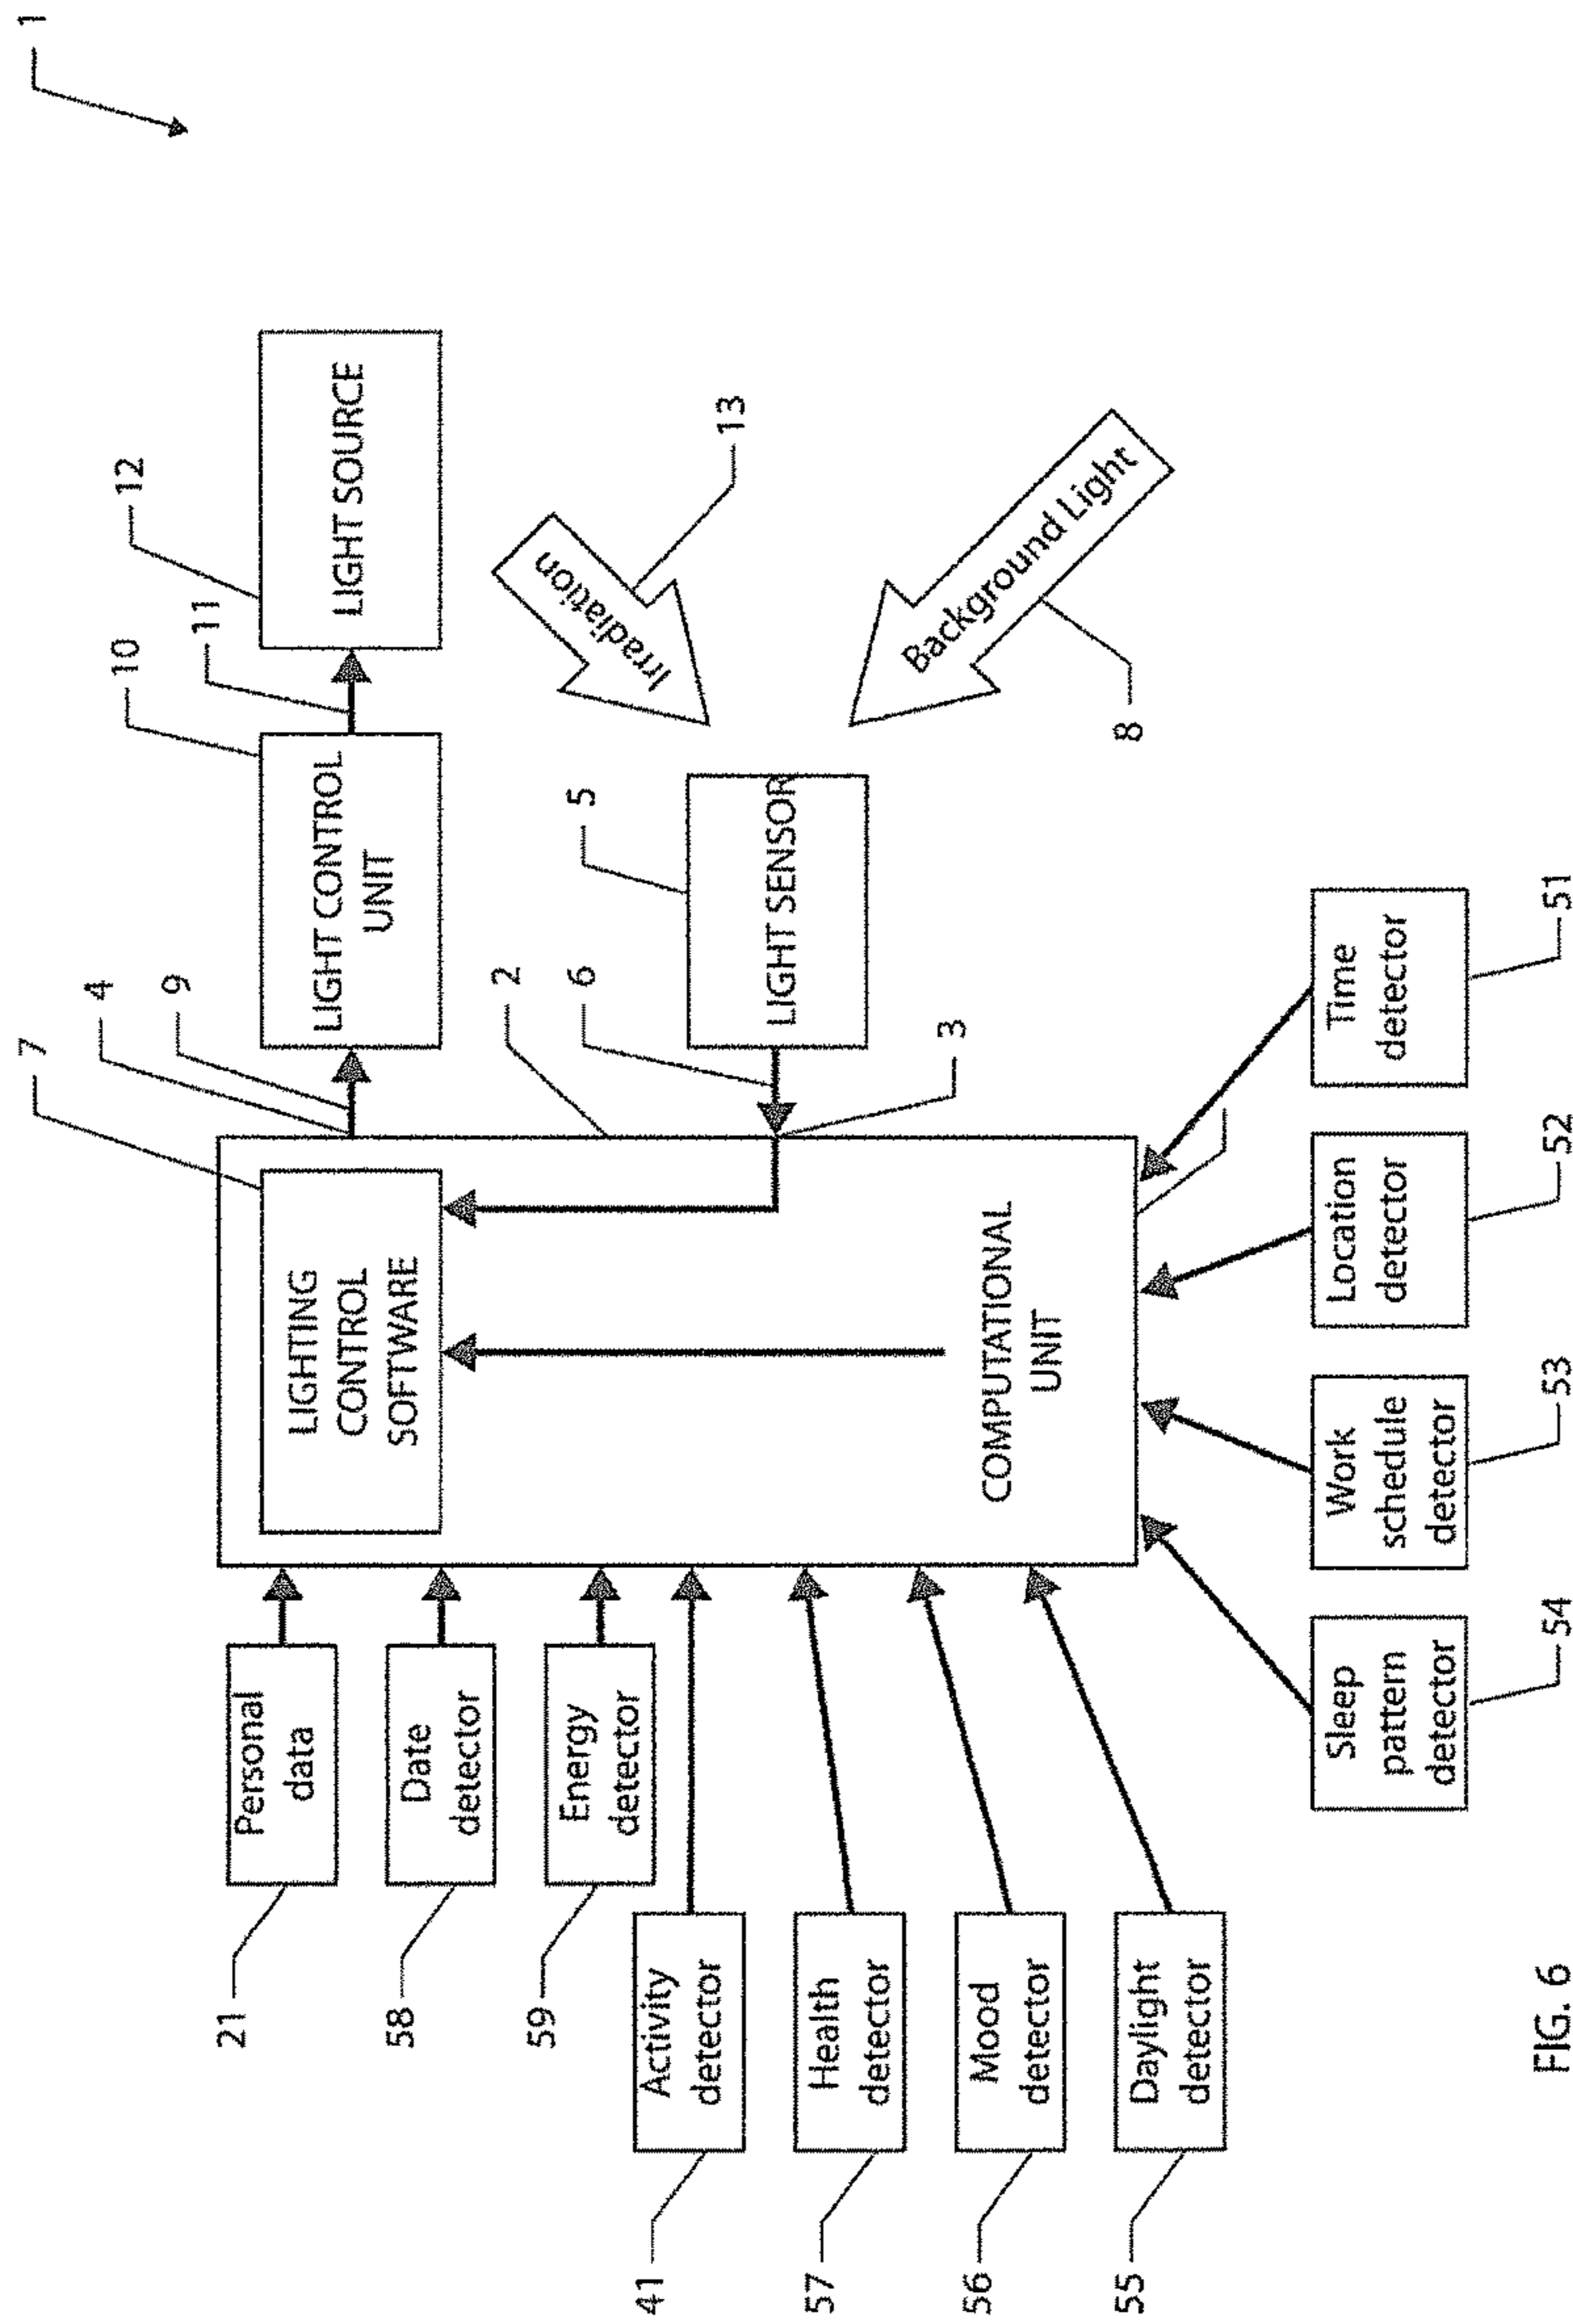 1
12
LIGHT SOURCE
10
11
LIGHT CONTROL
UNIT
13
Irradiation
Background Light
8
5
LIGHT SENSOR
7
4
9
2
6
3
LIGHTING
CONTROL
SOFTWARE
COMPUTATIONAL
UNIT
Time
detector
51
Location
detector
52
Work
schedule
detector
53
Sleep
pattern
detector
54
Personal
data
21
Date
detector
58
Energy
detector
59
Activity
detector
41
Health
detector
57
Mood
detector
56
Daylight
detector
55
FIG. 6